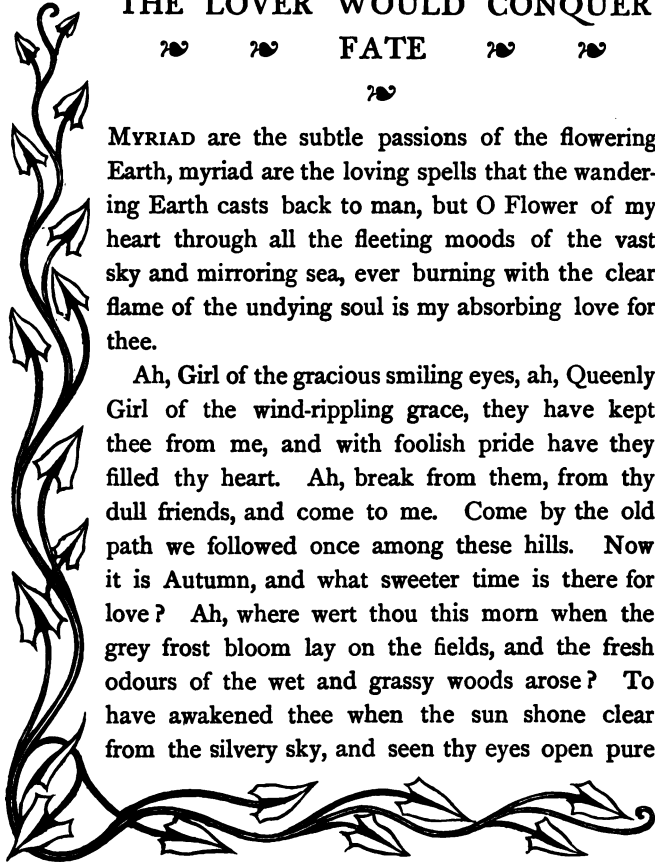 THE LOVER WOULD CONQUER
FATE
MYRIAD are the subtle passions of the flowering
Earth, myriad are the loving spells that the wander-
ing Earth casts back to man, but O Flower of my
heart through all the fleeting moods of the vast
sky and mirroring sea, ever burning with the clear
flame of the undying soul is my absorbing love for
thee.
Ah, Girl of the gracious smiling eyes, ah, Queenly
Girl of the wind-rippling grace, they have kept
thee from me, and with foolish pride have they
filled thy heart. Ah, break from them, from thy
dull friends, and come to me. Come by the old
path we followed once among these hills. Now
it is Autumn, and what sweeter time is there for
love? Ah, where wert thou this morn when the
grey frost bloom lay on the fields, and the fresh
odours of the wet and grassy woods arose? To
have awakened thee when the sun shone clear
from the silvery sky, and seen thy eyes open pure